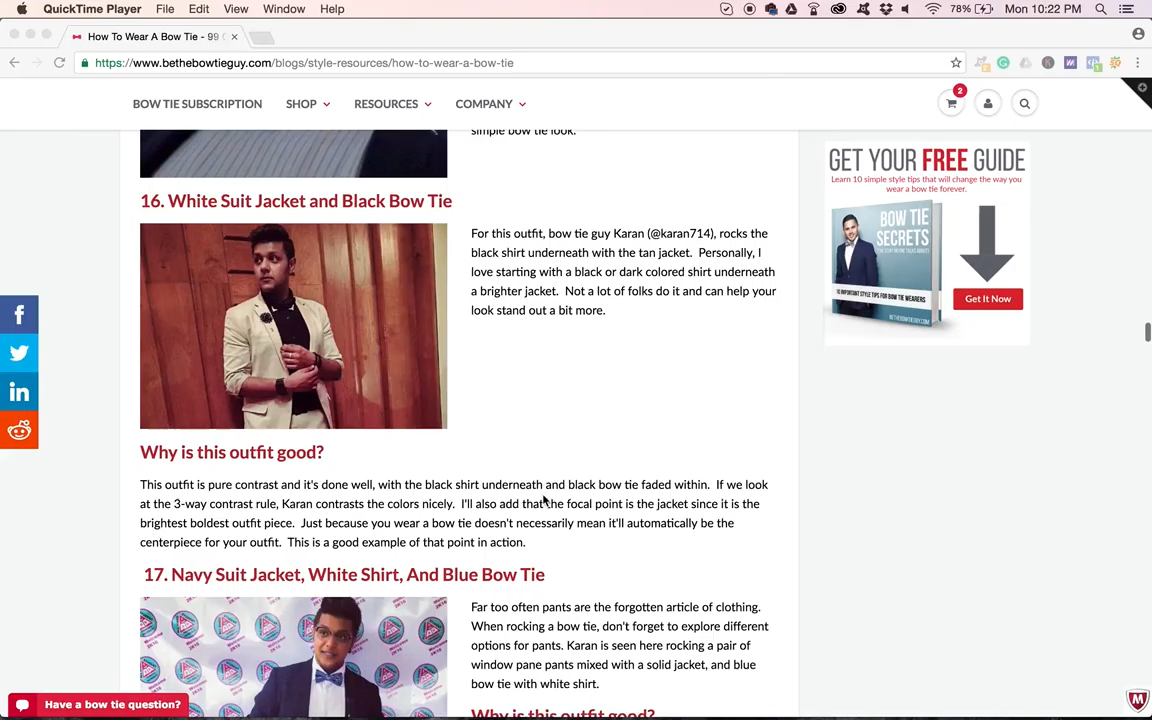 QuickTime Player File Edit View Window Help 78% Mon 10:22 PM
How To Wear A Bow Tie - 99
https://www.bethebowtieguy.com/blogs/style-resources/how-to-wear-a-bow-tie
BOW TIE SUBSCRIPTION SHOP RESOURCES COMPANY 2
simple bow tie look.
16. White Suit Jacket and Black Bow Tie
For this outfit, bow tie guy Karan (@karan714), rocks the
black shirt underneath with the tan jacket. Personally, I
love starting with a black or dark colored shirt underneath
a brighter jacket. Not a lot of folks do it and can help your
look stand out a bit more.
Why is this outfit good?
This outfit is pure contrast and it's done well, with the black shirt underneath and black bow tie faded within. If we look
at the 3-way contrast rule, Karan contrasts the colors nicely. I'll also add that the focal point is the jacket since it is the
brightest boldest outfit piece. Just because you wear a bow tie doesn't necessarily mean it'll automatically be the
centerpiece for your outfit. This is a good example of that point in action.
17. Navy Suit Jacket, White Shirt, And Blue Bow Tie
Far too often pants are the forgotten article of clothing.
When rocking a bow tie, don't forget to explore different
options for pants. Karan is seen here rocking a pair of
window pane pants mixed with a solid jacket, and blue
bow tie with white shirt.
Why is this outfit good?
GET YOUR FREE GUIDE
Learn 10 simple style tips that will change the way you
wear a bow tie forever.
BOW TIE
SECRETS
10 IMPORTANT STYLE TIPS FOR BOW TIE WEARERS
BETHEBOWTIEGUY.COM
Get It Now
Have a bow tie question?